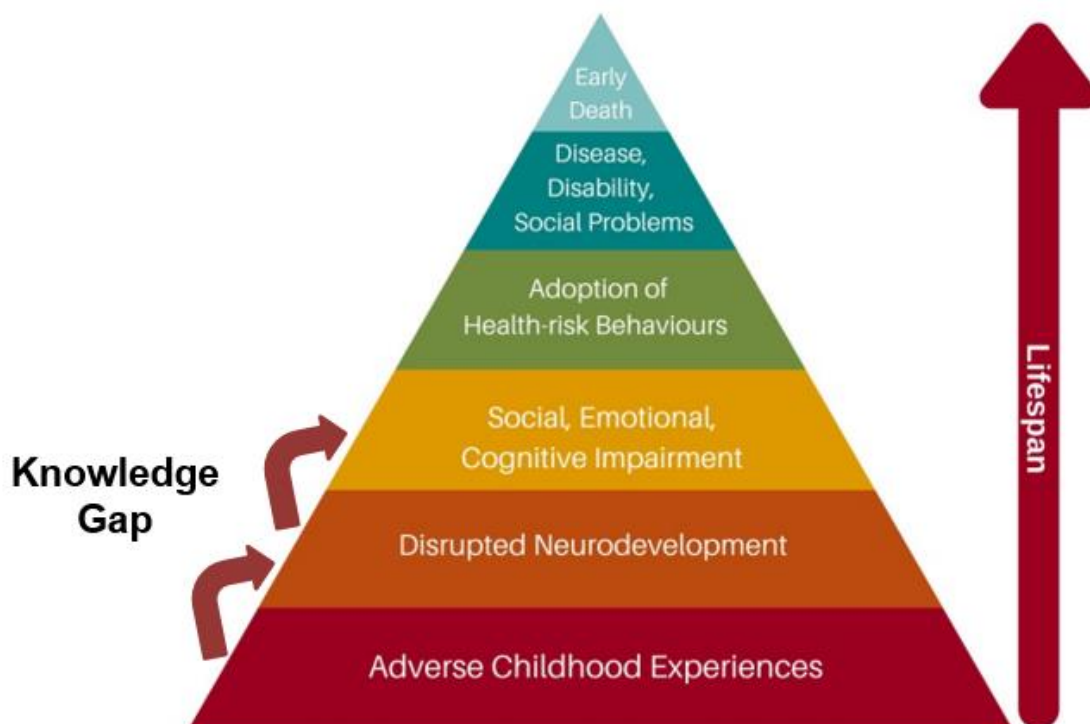 Early
Death
Disease,
Disability,
Social Problems
Adoption of
Health-risk Behaviours
Social, Emotional,
Cognitive Impairment
Disrupted Neurodevelopment
Adverse Childhood Experiences
Knowledge
Gap
Lifespan